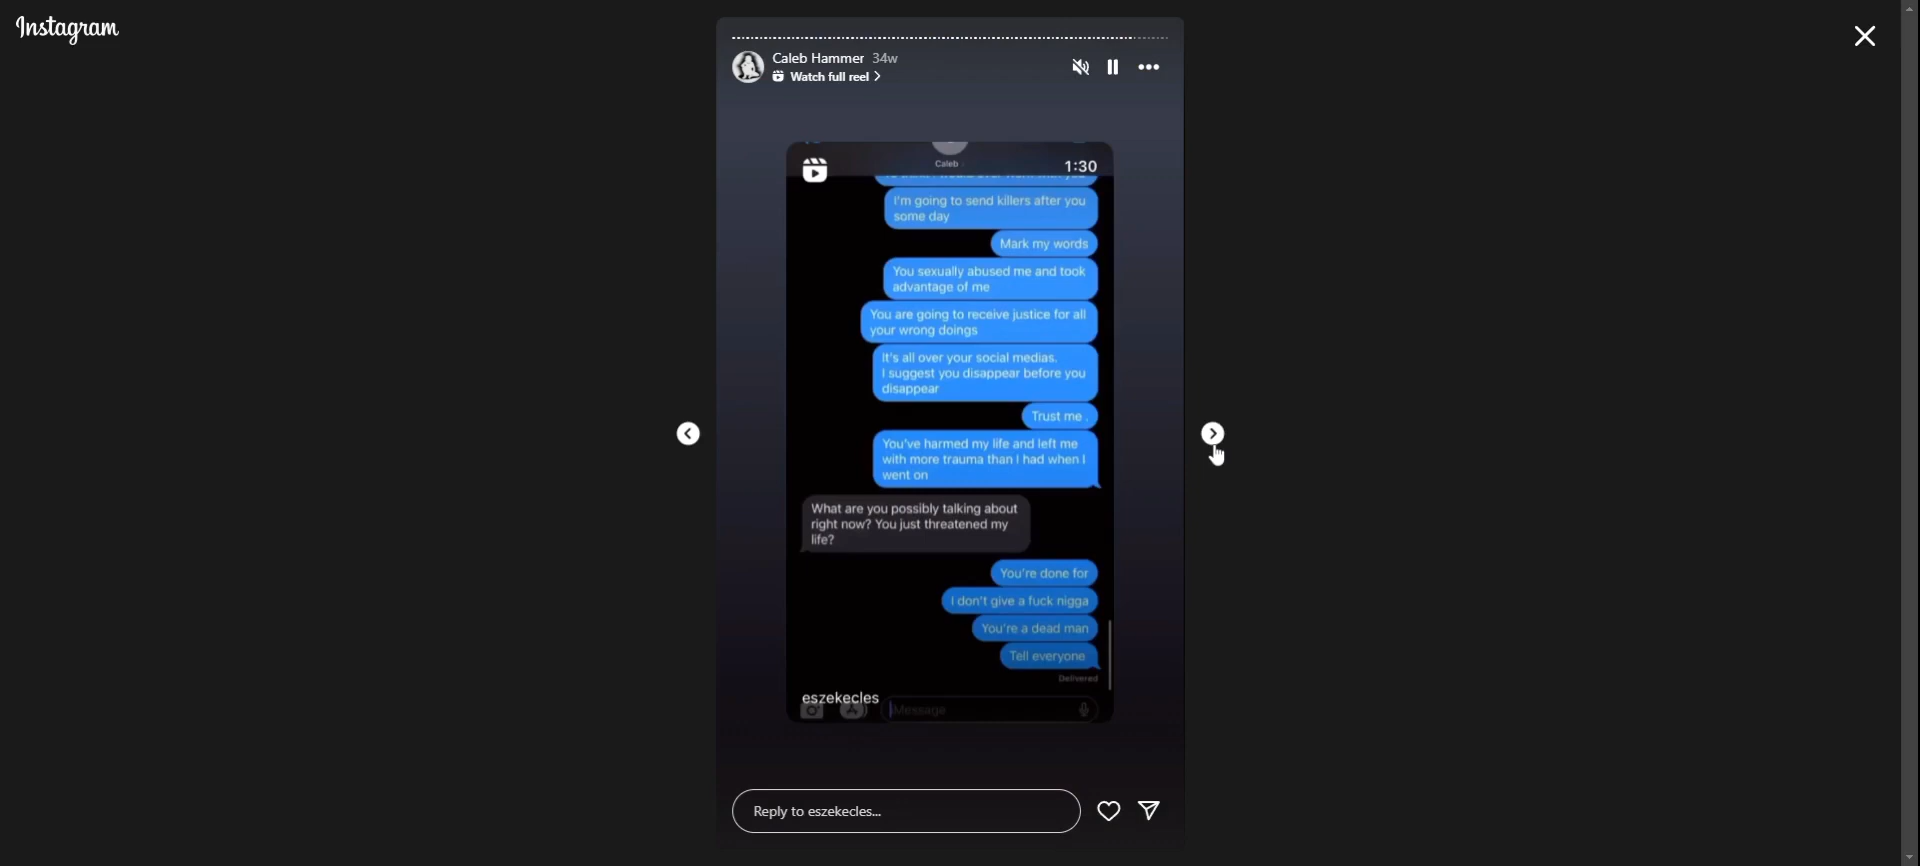 Instagram
Caleb Hammer 34w
Watch full reel
Caleb
1:30
I'm going to send killers after you
some day
Mark my words
You sexually abused me and took
advantage of me
You are going to receive justice for all
your wrong doings
It's all over your social medias.
I suggest you disappear before you
disappear
Trust me .
You've harmed my life and left me
with more trauma than I had when I
went on
What are you possibly talking about
right now? You just threatened my
life?
You're done for
I don't give a fuck nigga
You're a dead man
Tell everyone
Delivered
eszekecles
iMessage
Reply to eszekecles...